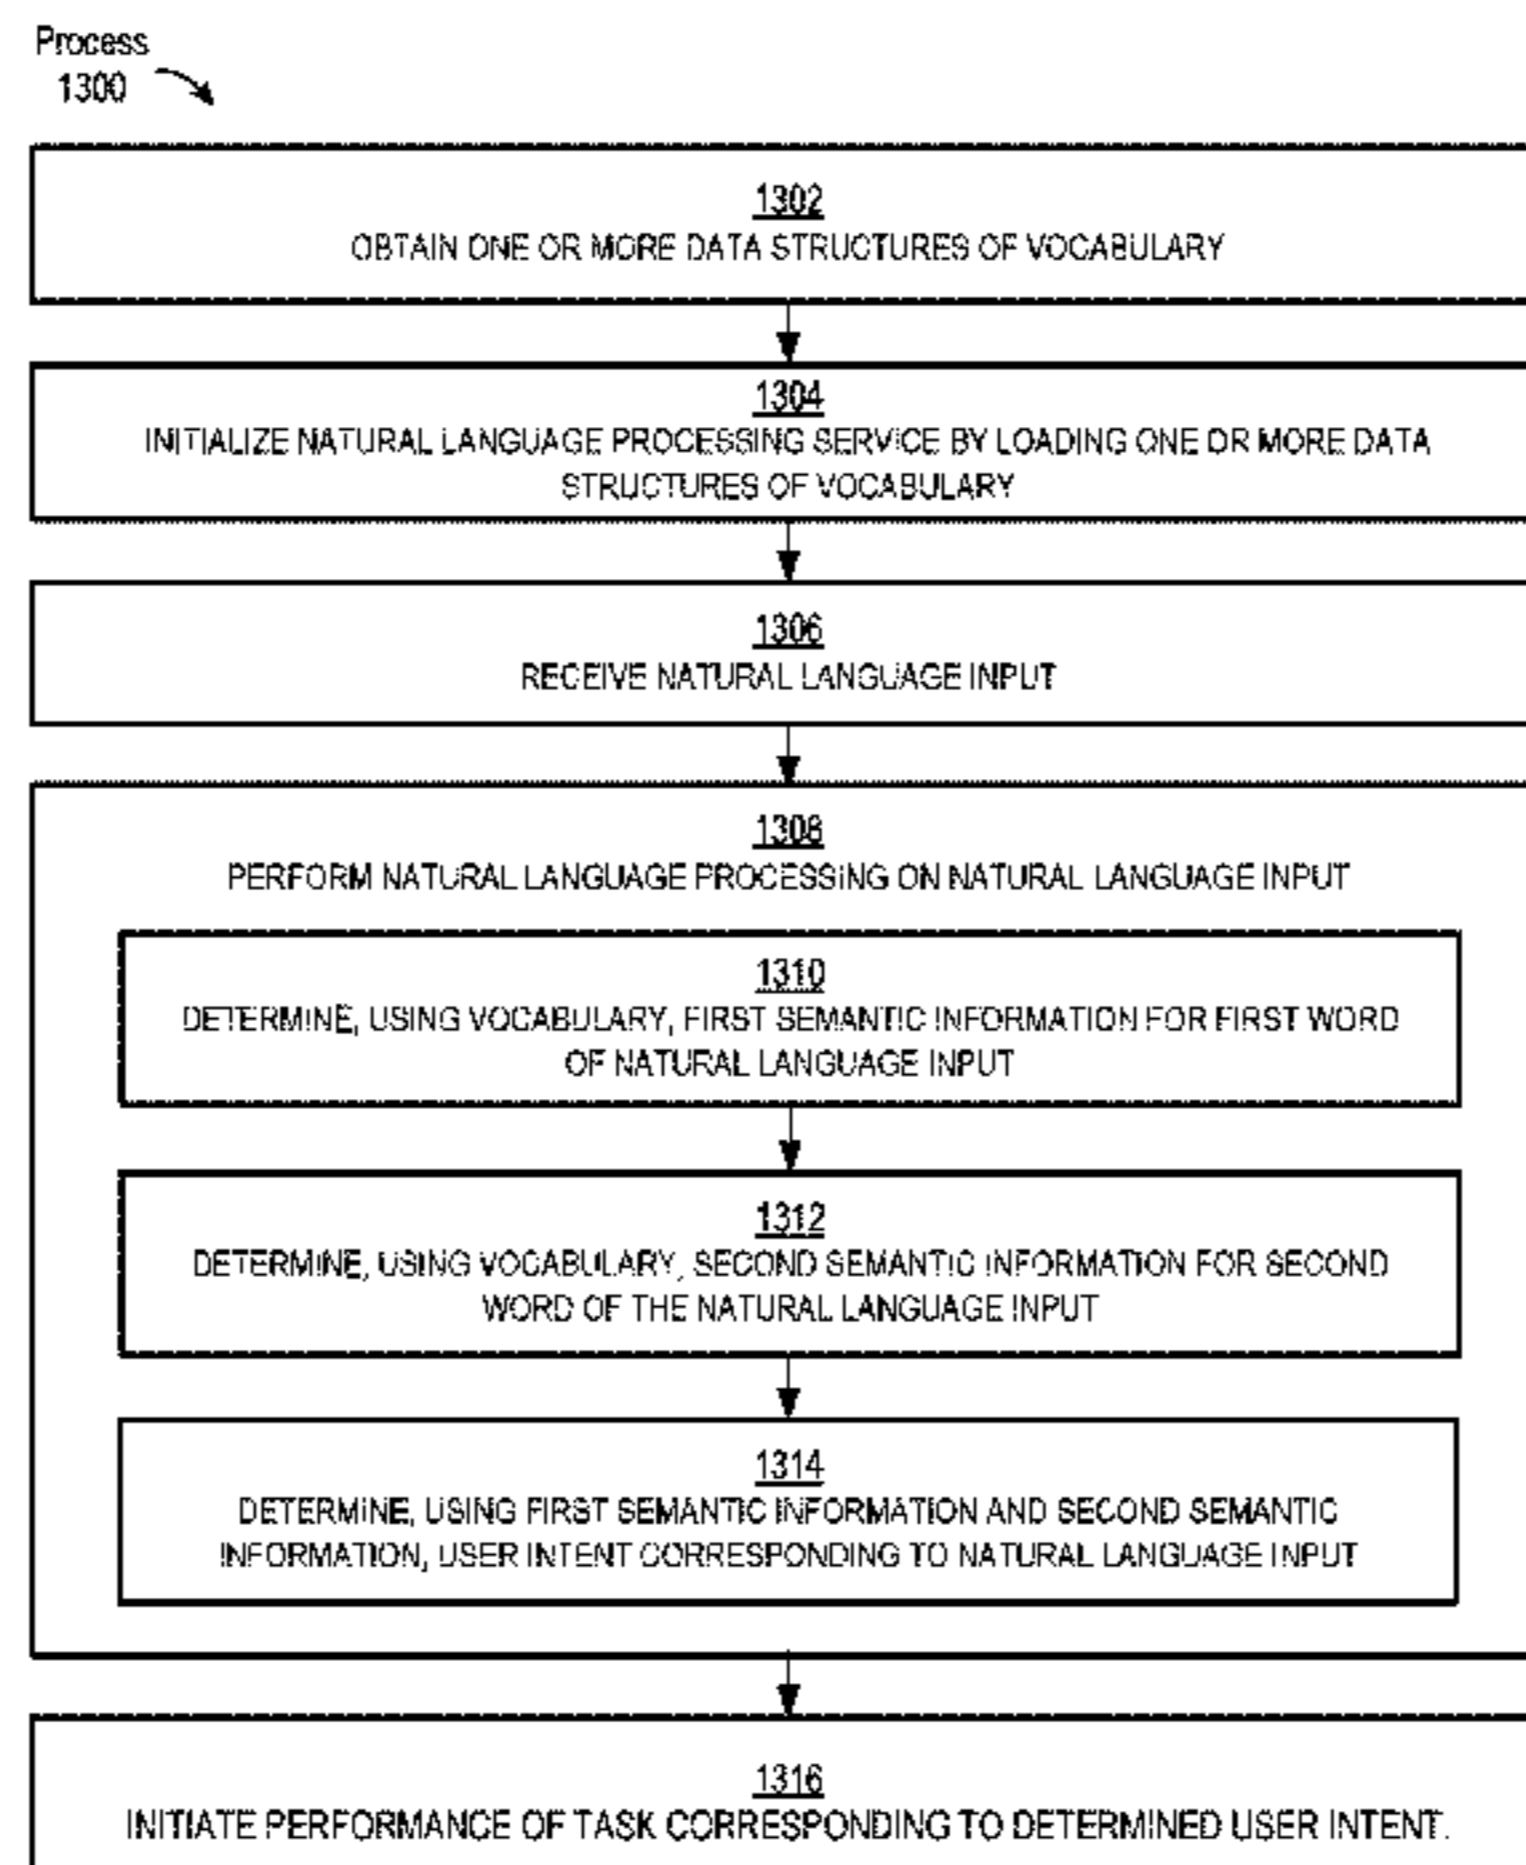 Process
1300
1302
OBTAIN ONE OR MORE DATA STRUCTURES OF VOCABULARY
1304
INITIALIZE NATURAL LANGUAGE PROCESSING SERVICE BY LOADING ONE OR MORE DATA
STRUCTURES OF VOCABULARY
1306
RECEIVE NATURAL LANGUAGE INPUT
1308
PERFORM NATURAL LANGUAGE PROCESSING ON NATURAL LANGUAGE INPUT
1310
DETERMINE, USING VOCABULARY, FIRST SEMANTIC INFORMATION FOR FIRST WORD
OF NATURAL LANGUAGE INPUT
1312
DETERMINE, USING VOCABULARY, SECOND SEMANTIC INFORMATION FOR SECOND
WORD OF THE NATURAL LANGUAGE INPUT
1314
DETERMINE, USING FIRST SEMANTIC INFORMATION AND SECOND SEMANTIC
INFORMATION, USER INTENT CORRESPONDING TO NATURAL LANGUAGE INPUT
1316
INITIATE PERFORMANCE OF TASK CORRESPONDING TO DETERMINED USER INTENT.